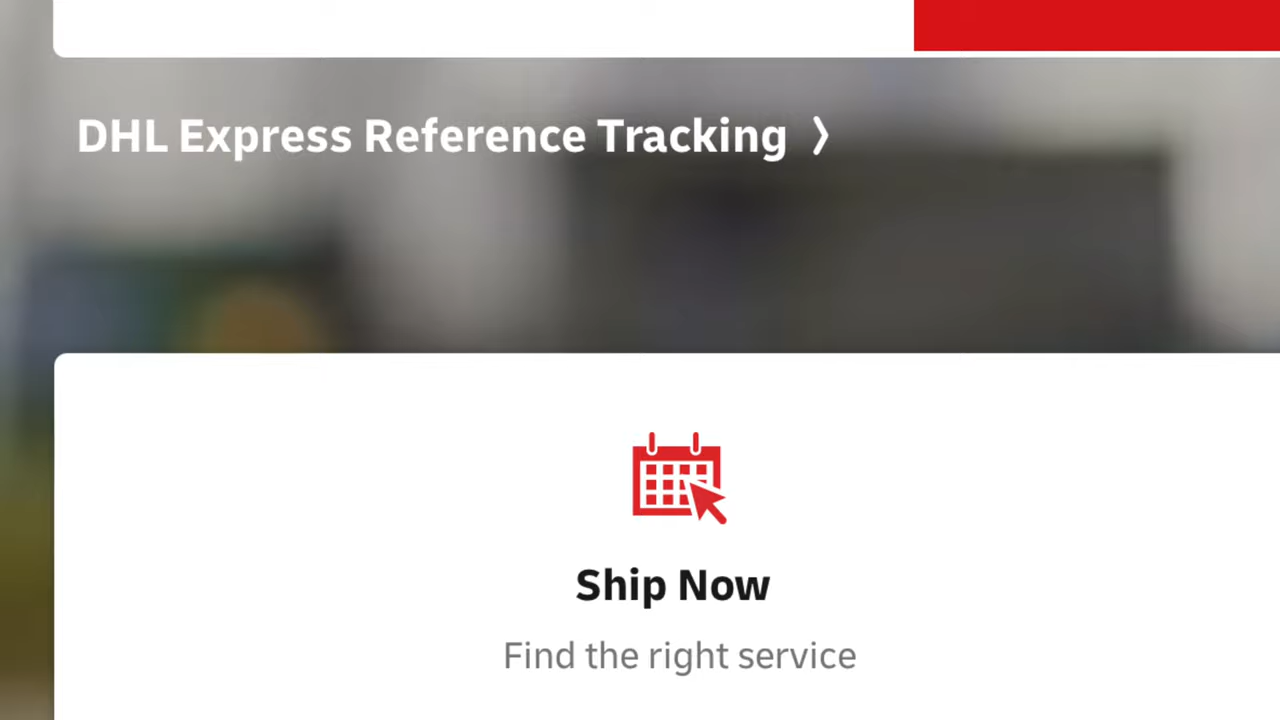 DHL Express Reference Tracking
Ship Now
Find the right service